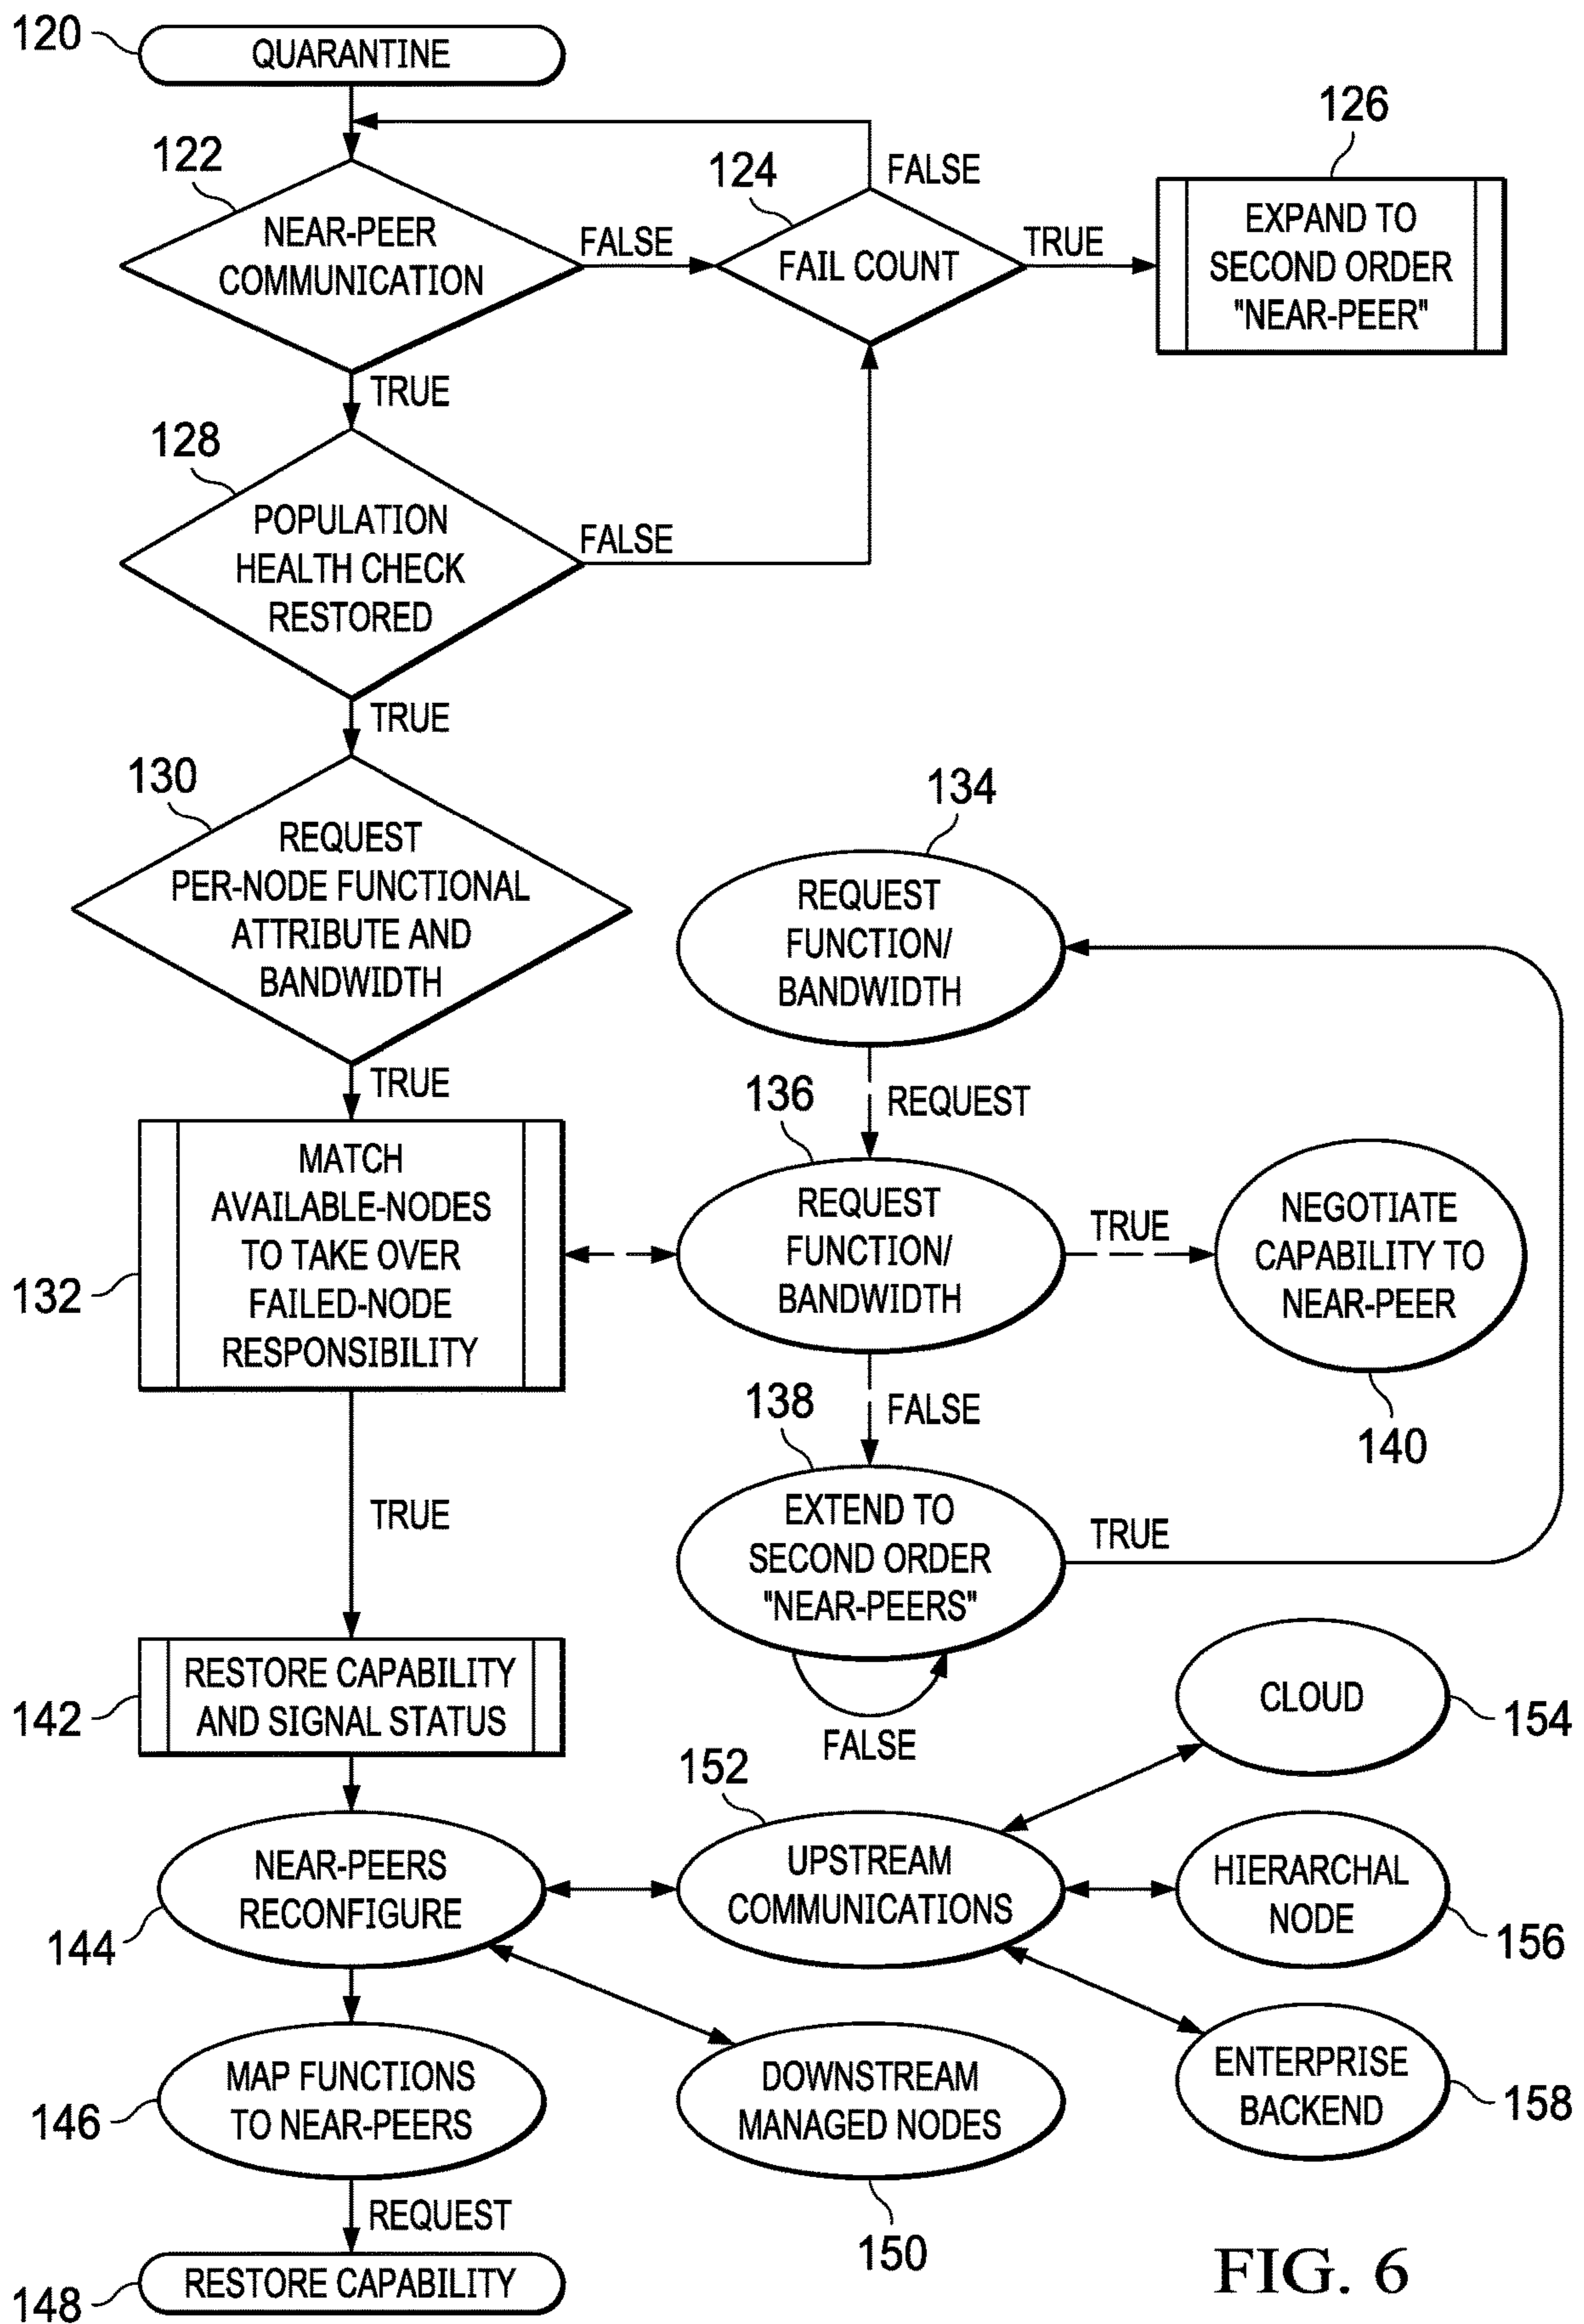 120
QUARANTINE
122
NEAR-PEER
COMMUNICATION
FALSE
124
FAIL COUNT
FALSE
TRUE
126
EXPAND TO
SECOND ORDER
"NEAR-PEER"
TRUE
128
POPULATION
HEALTH CHECK
RESTORED
FALSE
TRUE
130
REQUEST
PER-NODE FUNCTIONAL
ATTRIBUTE AND
BANDWIDTH
TRUE
134
REQUEST
FUNCTION/
BANDWIDTH
REQUEST
132
MATCH
AVAILABLE-NODES
TO TAKE OVER
FAILED-NODE
RESPONSIBILITY
136
REQUEST
FUNCTION/
BANDWIDTH
TRUE
NEGOTIATE
CAPABILITY TO
NEAR-PEER
140
FALSE
138
EXTEND TO
SECOND ORDER
"NEAR-PEERS"
TRUE
FALSE
TRUE
142
RESTORE CAPABILITY
AND SIGNAL STATUS
144
NEAR-PEERS
RECONFIGURE
152
UPSTREAM
COMMUNICATIONS
CLOUD
154
HIERARCHAL
NODE
156
ENTERPRISE
BACKEND
158
146
MAP FUNCTIONS
TO NEAR-PEERS
DOWNSTREAM
MANAGED NODES
150
REQUEST
148
RESTORE CAPABILITY
FIG. 6